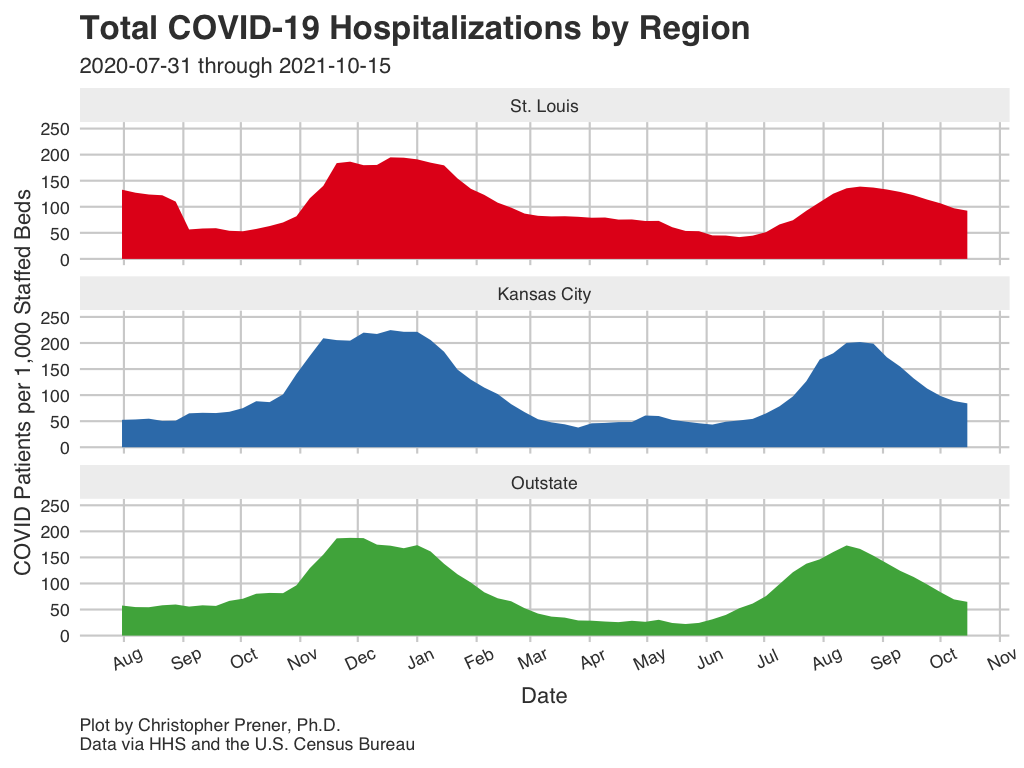 Total COVID-19 Hospitalizations by Region
2020-07-31 through 2021-10-15
COVID Patients per 1,000 Staffed Beds
St. Louis
250
200
150
100
50
0
Kansas City
250
200
150
100
50
0
Outstate
250
200
150
100
50
0
Aug Sep Oct Nov Dec Jan Feb Mar Apr May Jun Jul Aug Sep Oct Nov
Date
Plot by Christopher Prener, Ph.D.
Data via HHS and the U.S. Census Bureau